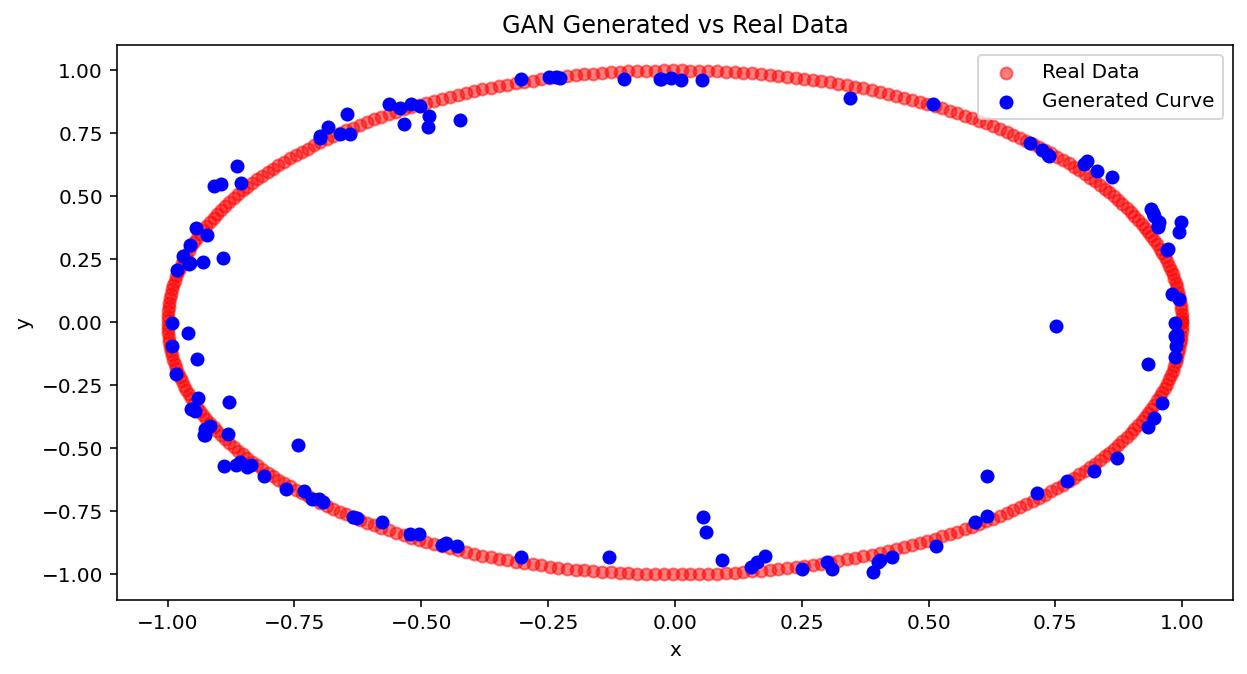 GAN Generated vs Real Data
Real Data
Generated Curve
1.00
0.75
0.50
0.25
0.00
−0.25
−0.50
−0.75
−1.00
y
−1.00 −0.75 −0.50 −0.25 0.00 0.25 0.50 0.75 1.00
x